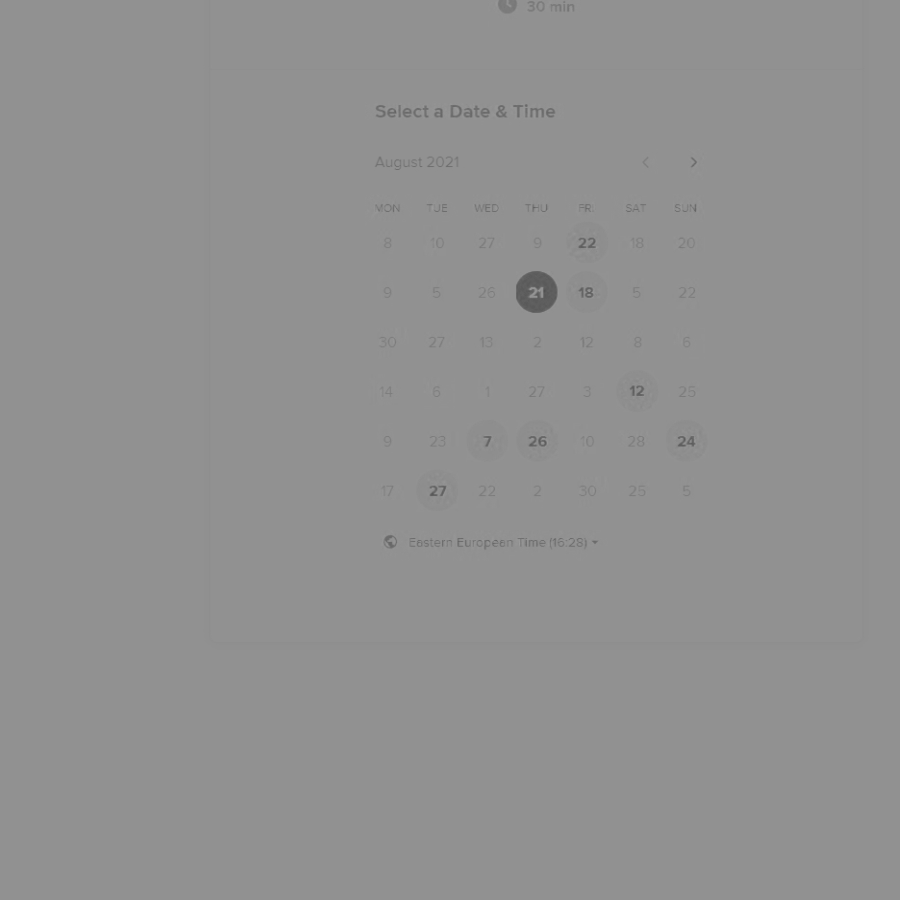 30 min
Select a Date & Time
August 2021
MON TUE WED THU FRI SAT SUN
8 10 27 9 22 18 20
9 5 26 21 18 5 22
30 27 13 2 12 8 6
14 6 1 27 3 12 25
9 23 7 26 10 28 24
17 27 22 2 30 25 5
Eastern European Time (16:28)